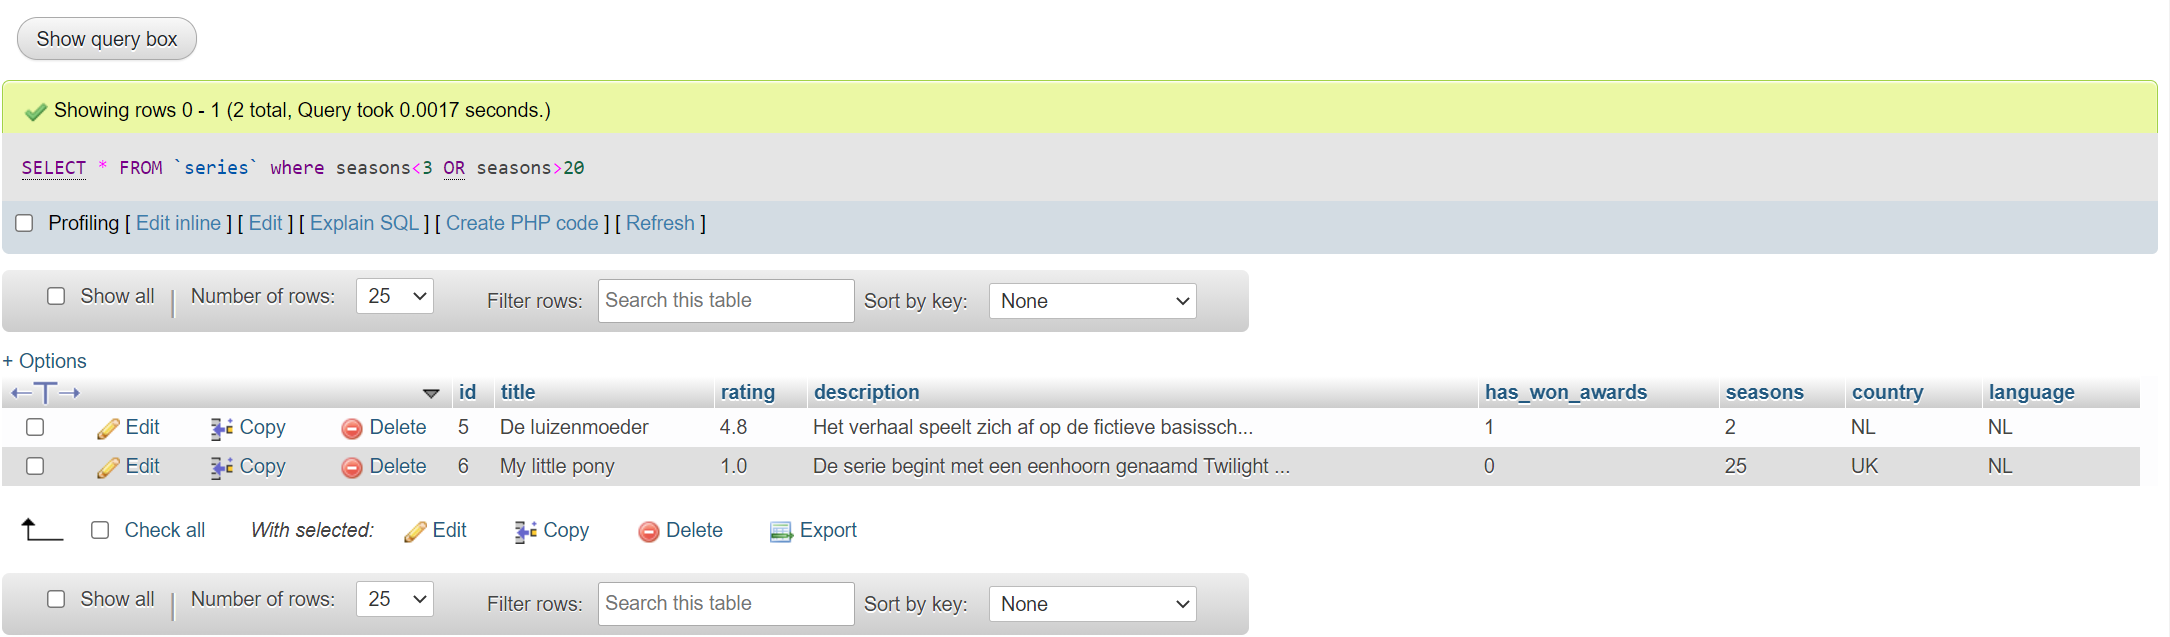 Show query box
Showing rows 0 - 1 (2 total, Query took 0.0017 seconds.)
SELECT * FROM `series` where seasons<3 OR seasons>20
Profiling [ Edit inline ] [ Edit ] [ Explain SQL ] [ Create PHP code ] [ Refresh ]
Show all Number of rows: 25 Filter rows: Search this table Sort by key: None
+ Options
id title rating description has_won_awards seasons country language
Edit Copy Delete 5 De luizenmoeder 4.8 Het verhaal speelt zich af op de fictieve basissch... 1 2 NL NL
Edit Copy Delete 6 My little pony 1.0 De serie begint met een eenhoorn genaamd Twilight ... 0 25 UK NL
Check all With selected: Edit Copy Delete Export
Show all Number of rows: 25 Filter rows: Search this table Sort by key: None